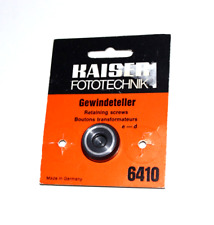 KAISER
FOTOTECHNIK
Gewindeteller
Retaining screws
Boutons transformateurs
e — d
Made in Germany
6410